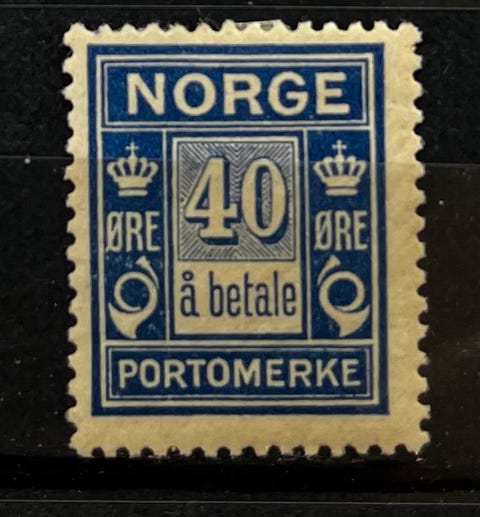 NORGE
40
ØRE ØRE
å betale
PORTOMERKE